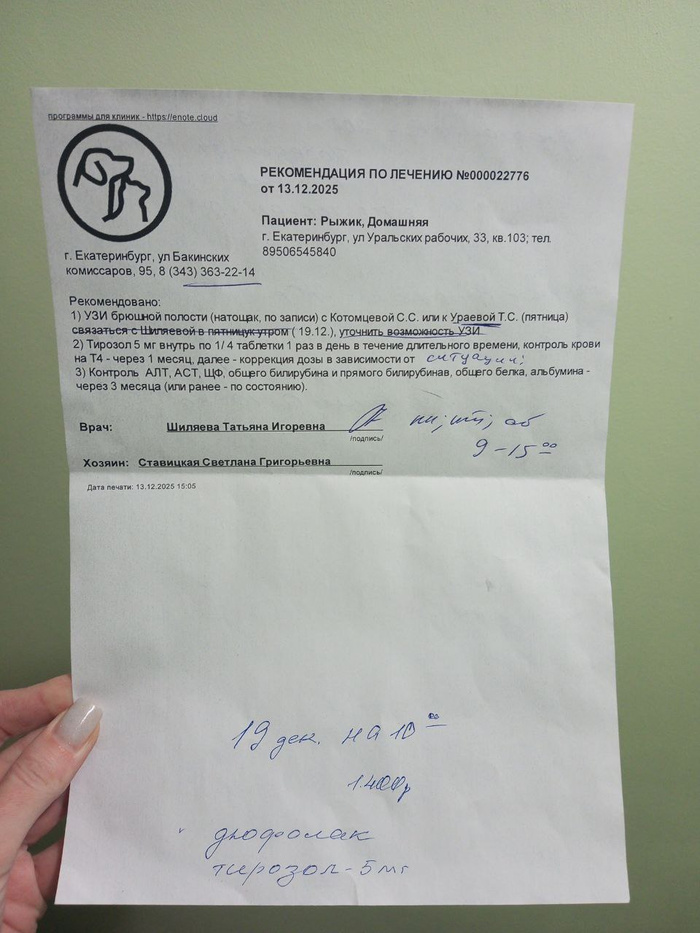 программы для клиник - https://enote.cloud
РЕКОМЕНДАЦИЯ ПО ЛЕЧЕНИЮ №000022776
от 13.12.2025
Пациент: Рыжик, Домашняя
г. Екатеринбург, ул Уральских рабочих, 33, кв.103; тел.
89506545840
г. Екатеринбург, ул Бакинских
комиссаров, 95, 8 (343) 363-22-14
Рекомендовано:
1) УЗИ брюшной полости (натощак, по записи) с Котомцевой С.С. или к Ураевой Т.С. (пятница)
связаться с Шиляевой в пятницу утром ( 19.12.), уточнить возможность УЗИ
2) Тирозол 5 мг внутрь по 1/ 4 таблетки 1 раз в день в течение длительного времени, контроль крови
на Т4 - через 1 месяц, далее - коррекция дозы в зависимости от ситуации;
3) Контроль АЛТ, АСТ, ЩФ, общего билирубина и прямого билирубинав, общего белка, альбумина -
через 3 месяца (или ранее - по состоянию).
Врач: Шиляева Татьяна Игоревна
/подпись/
9-15 00
Хозяин: Ставицкая Светлана Григорьевна
/подпись/
Дата печати: 13.12.2025 15:05
19 дек. на 10 00
1400р
дюфолак
тирозол - 5 мг